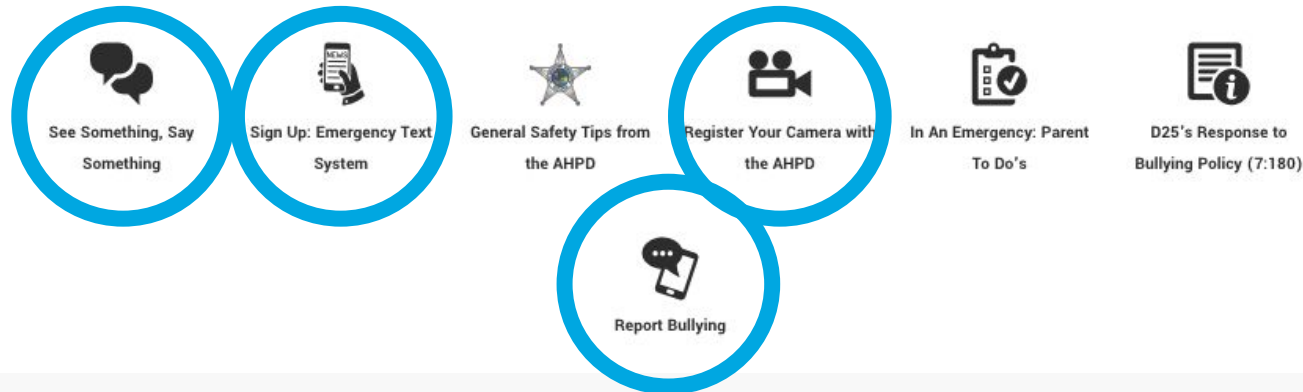 NEWS
See Something, Say
Something
Sign Up: Emergency Text
System
General Safety Tips from
the AHPD
Register Your Camera with
the AHPD
In An Emergency: Parent
To Do's
D25's Response to
Bullying Policy (7:180)
Report Bullying